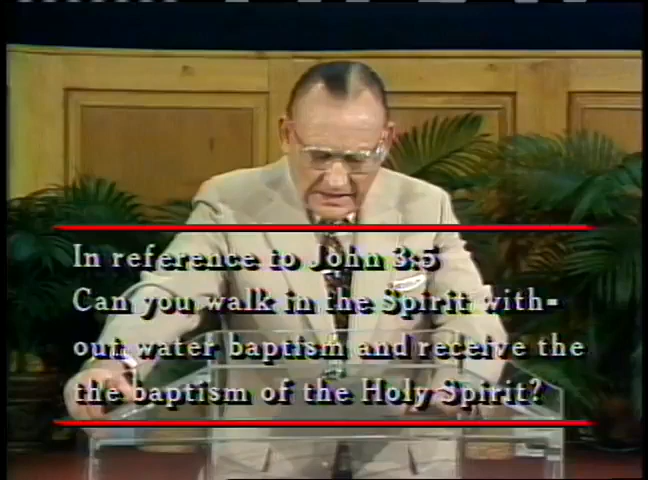 In reference to John 3:5
Can you walk in the Spirit with-
out water baptism and receive the
the baptism of the Holy Spirit?